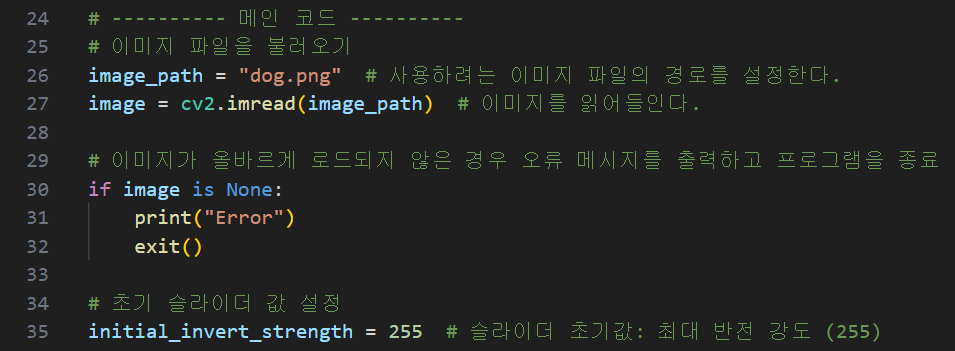 24 # ---------- 메인 코드 ----------
25 # 이미지 파일을 불러오기
26 image_path = "dog.png"  # 사용하려는 이미지 파일의 경로를 설정한다.
27 image = cv2.imread(image_path)  # 이미지를 읽어들인다.
28
29 # 이미지가 올바르게 로드되지 않은 경우 오류 메시지를 출력하고 프로그램을 종료
30 if image is None:
31     print("Error")
32     exit()
33
34 # 초기 슬라이더 값 설정
35 initial_invert_strength = 255  # 슬라이더 초기값: 최대 반전 강도 (255)